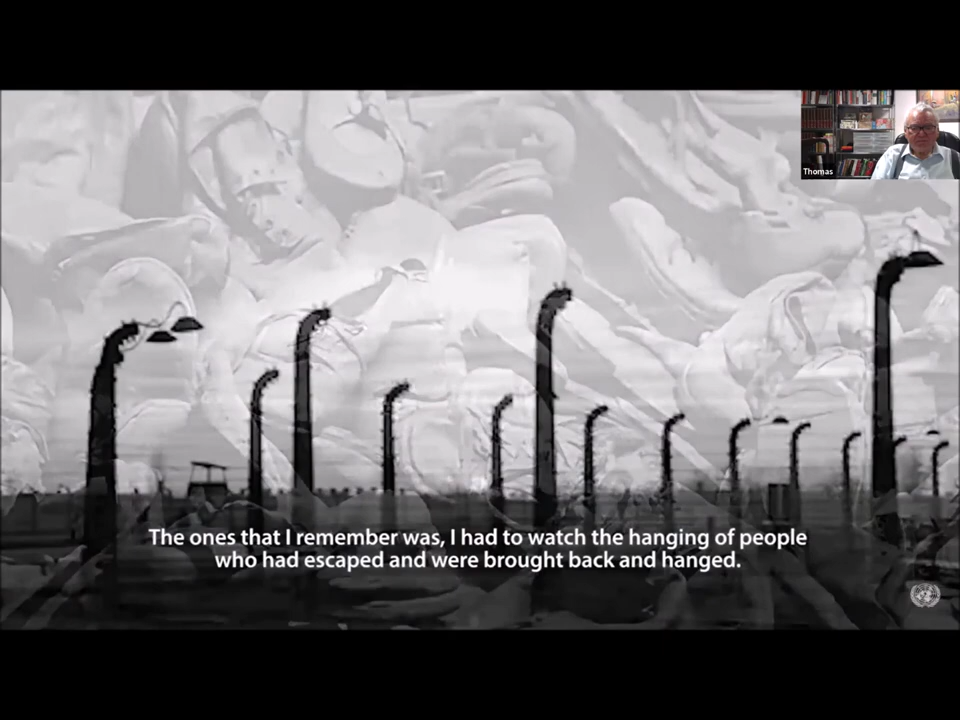 Thomas
The ones that I remember was, I had to watch the hanging of people
who had escaped and were brought back and hanged.